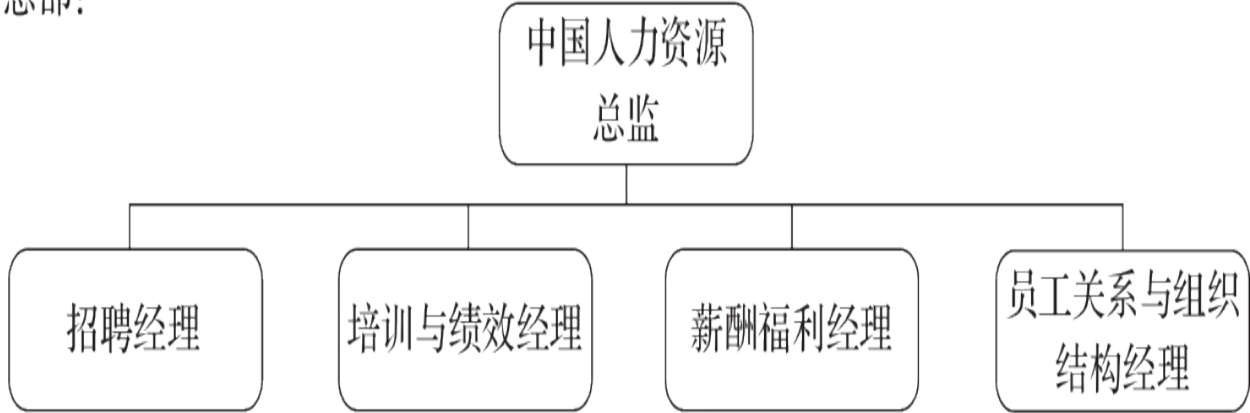 总部：
中国人力资源
总监
招聘经理
培训与绩效经理
薪酬福利经理
员工关系与组织
结构经理